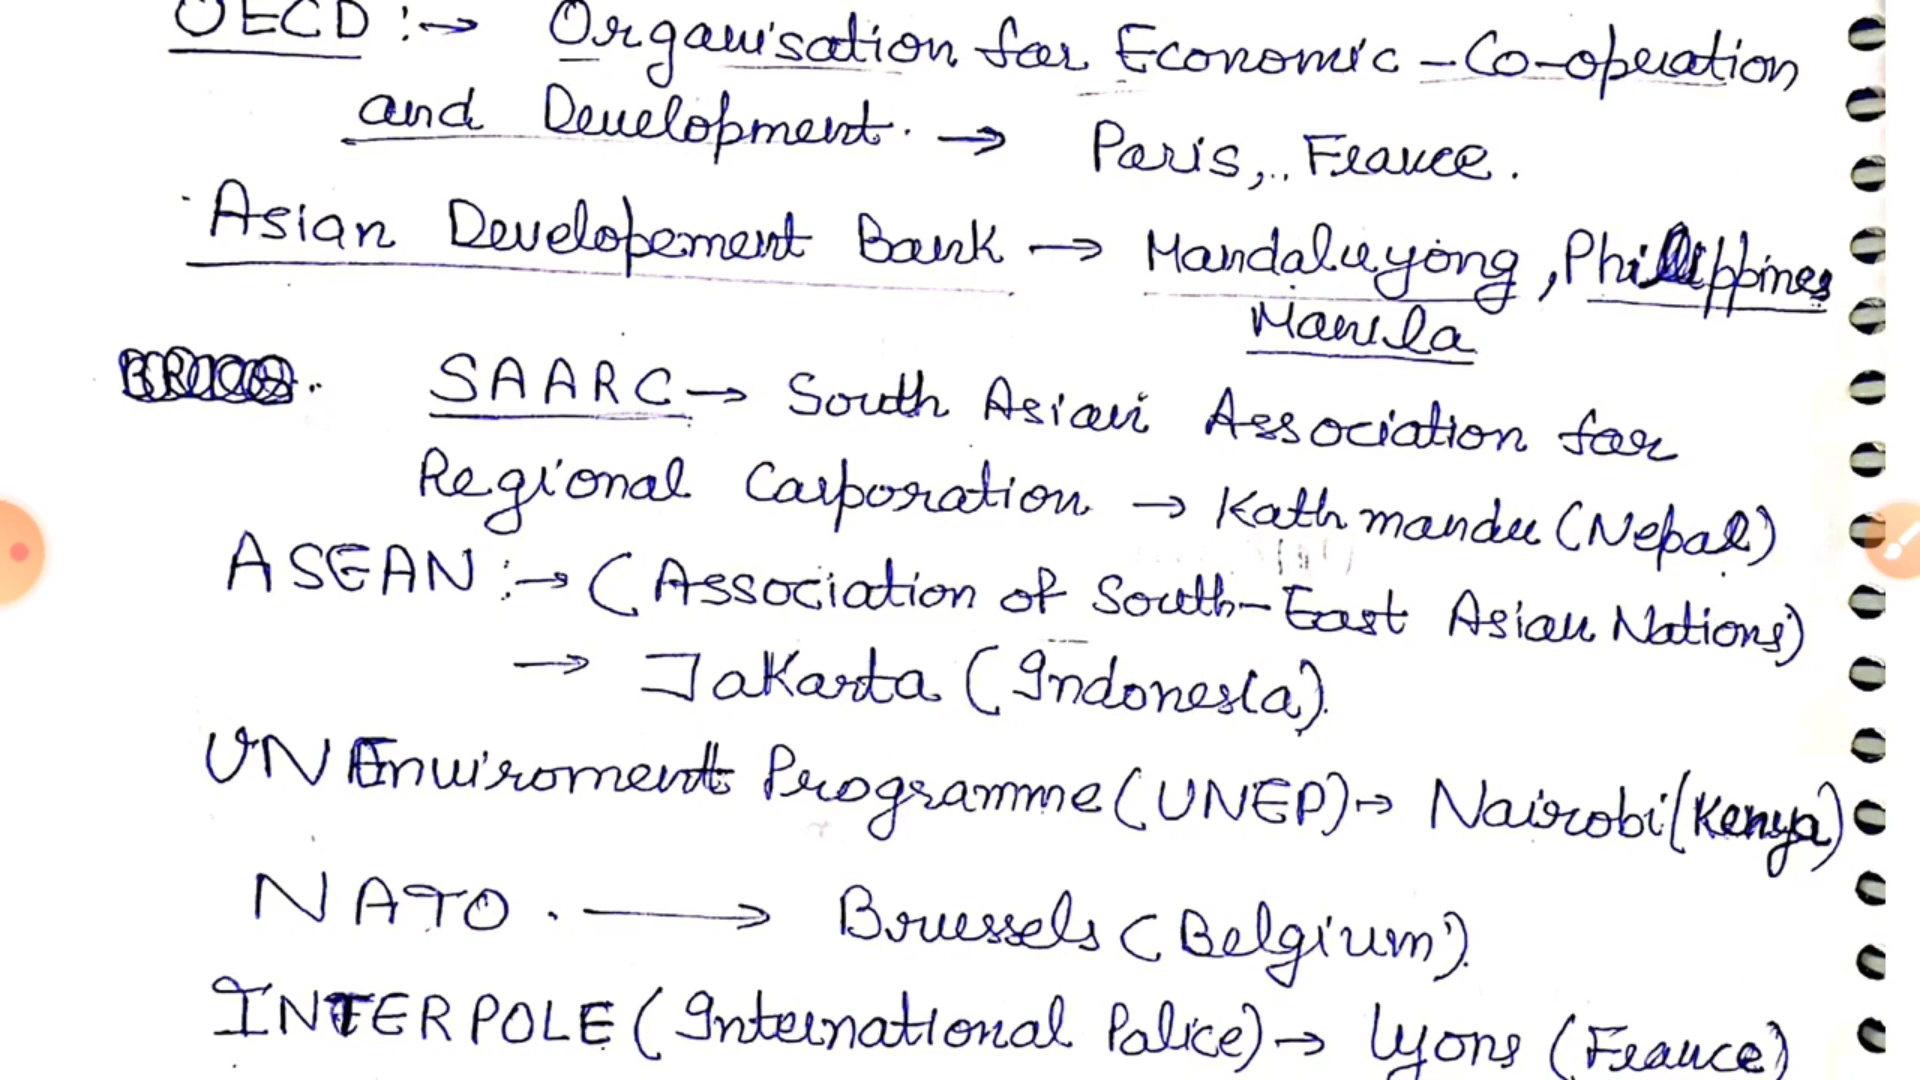 OECD :→ Organisation for Economic - Co-operation
and Development. → Paris, France.
Asian Developement Bank → Mandaluyong, Philippines
Manila
SAARC → South Asian Association for
Regional Corporation → Kathmandu (Nepal)
ASEAN :→ (Association of South-East Asian Nations)
→ Jakarta (Indonesia).
UN Enviroment Programme (UNEP) → Nairobi (Kenya)
NATO. → Brussels (Belgium).
INTERPOLE (International Police) → Lyons (France)